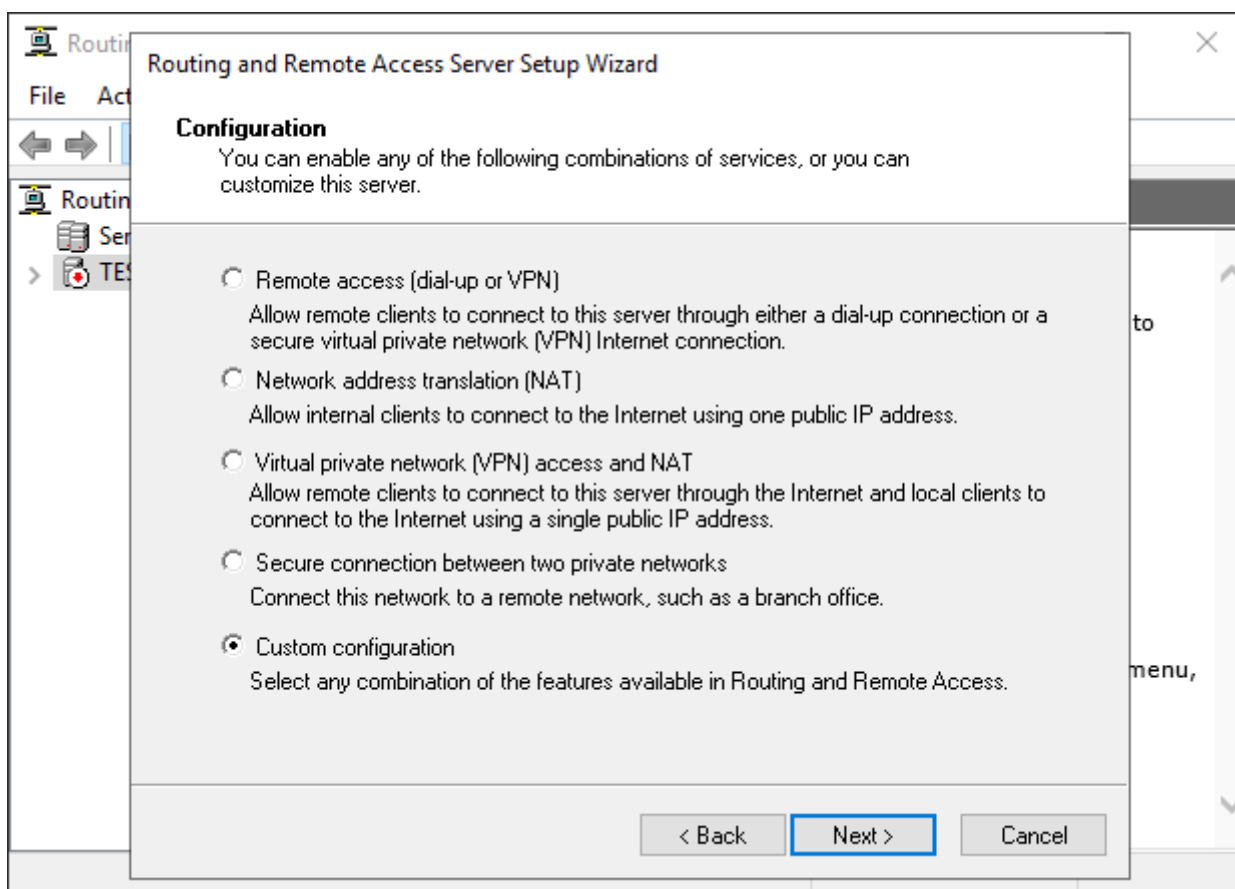 Routing and Remote Access Server Setup Wizard
File
Configuration
You can enable any of the following combinations of services, or you can
customize this server.
Remote access (dial-up or VPN)
Allow remote clients to connect to this server through either a dial-up connection or a
secure virtual private network (VPN) Internet connection.
to
Network address translation (NAT)
Allow internal clients to connect to the Internet using one public IP address.
Virtual private network (VPN) access and NAT
Allow remote clients to connect to this server through the Internet and local clients to
connect to the Internet using a single public IP address.
Secure connection between two private networks
Connect this network to a remote network, such as a branch office.
Custom configuration
Select any combination of the features available in Routing and Remote Access.
menu,
< Back
Next >
Cancel